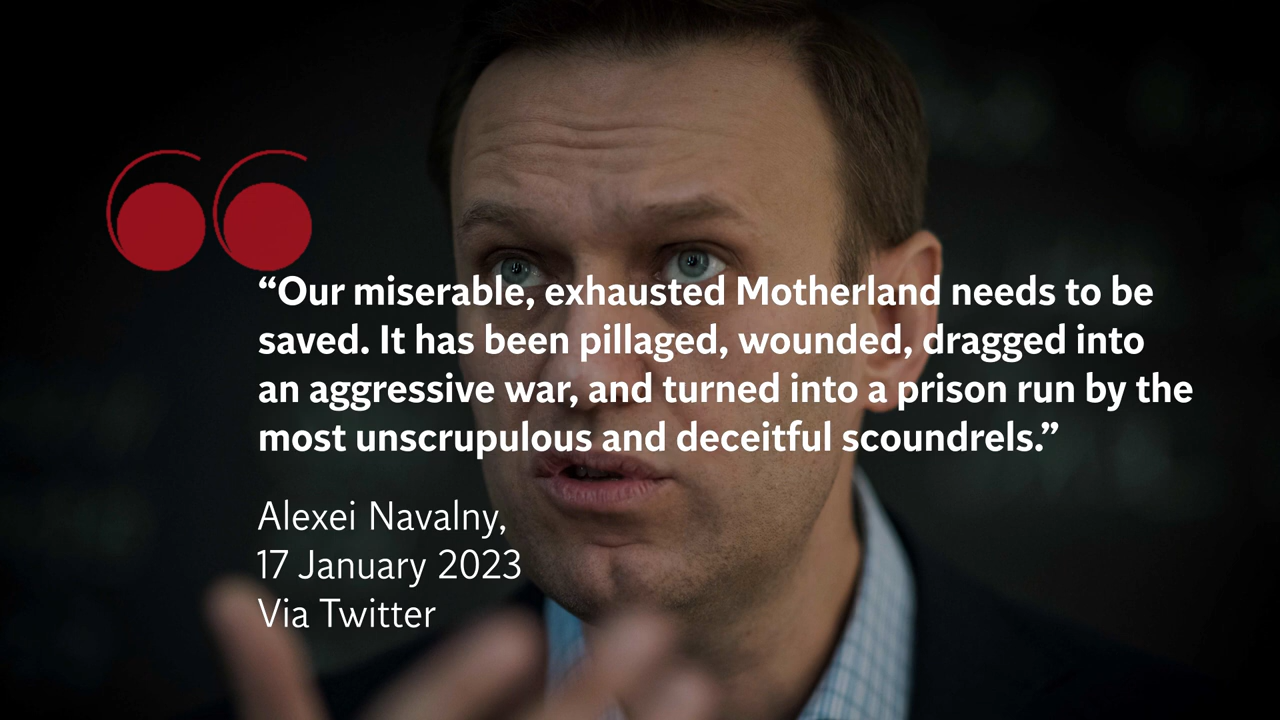 “Our miserable, exhausted Motherland needs to be
saved. It has been pillaged, wounded, dragged into
an aggressive war, and turned into a prison run by the
most unscrupulous and deceitful scoundrels.”
Alexei Navalny,
17 January 2023
Via Twitter